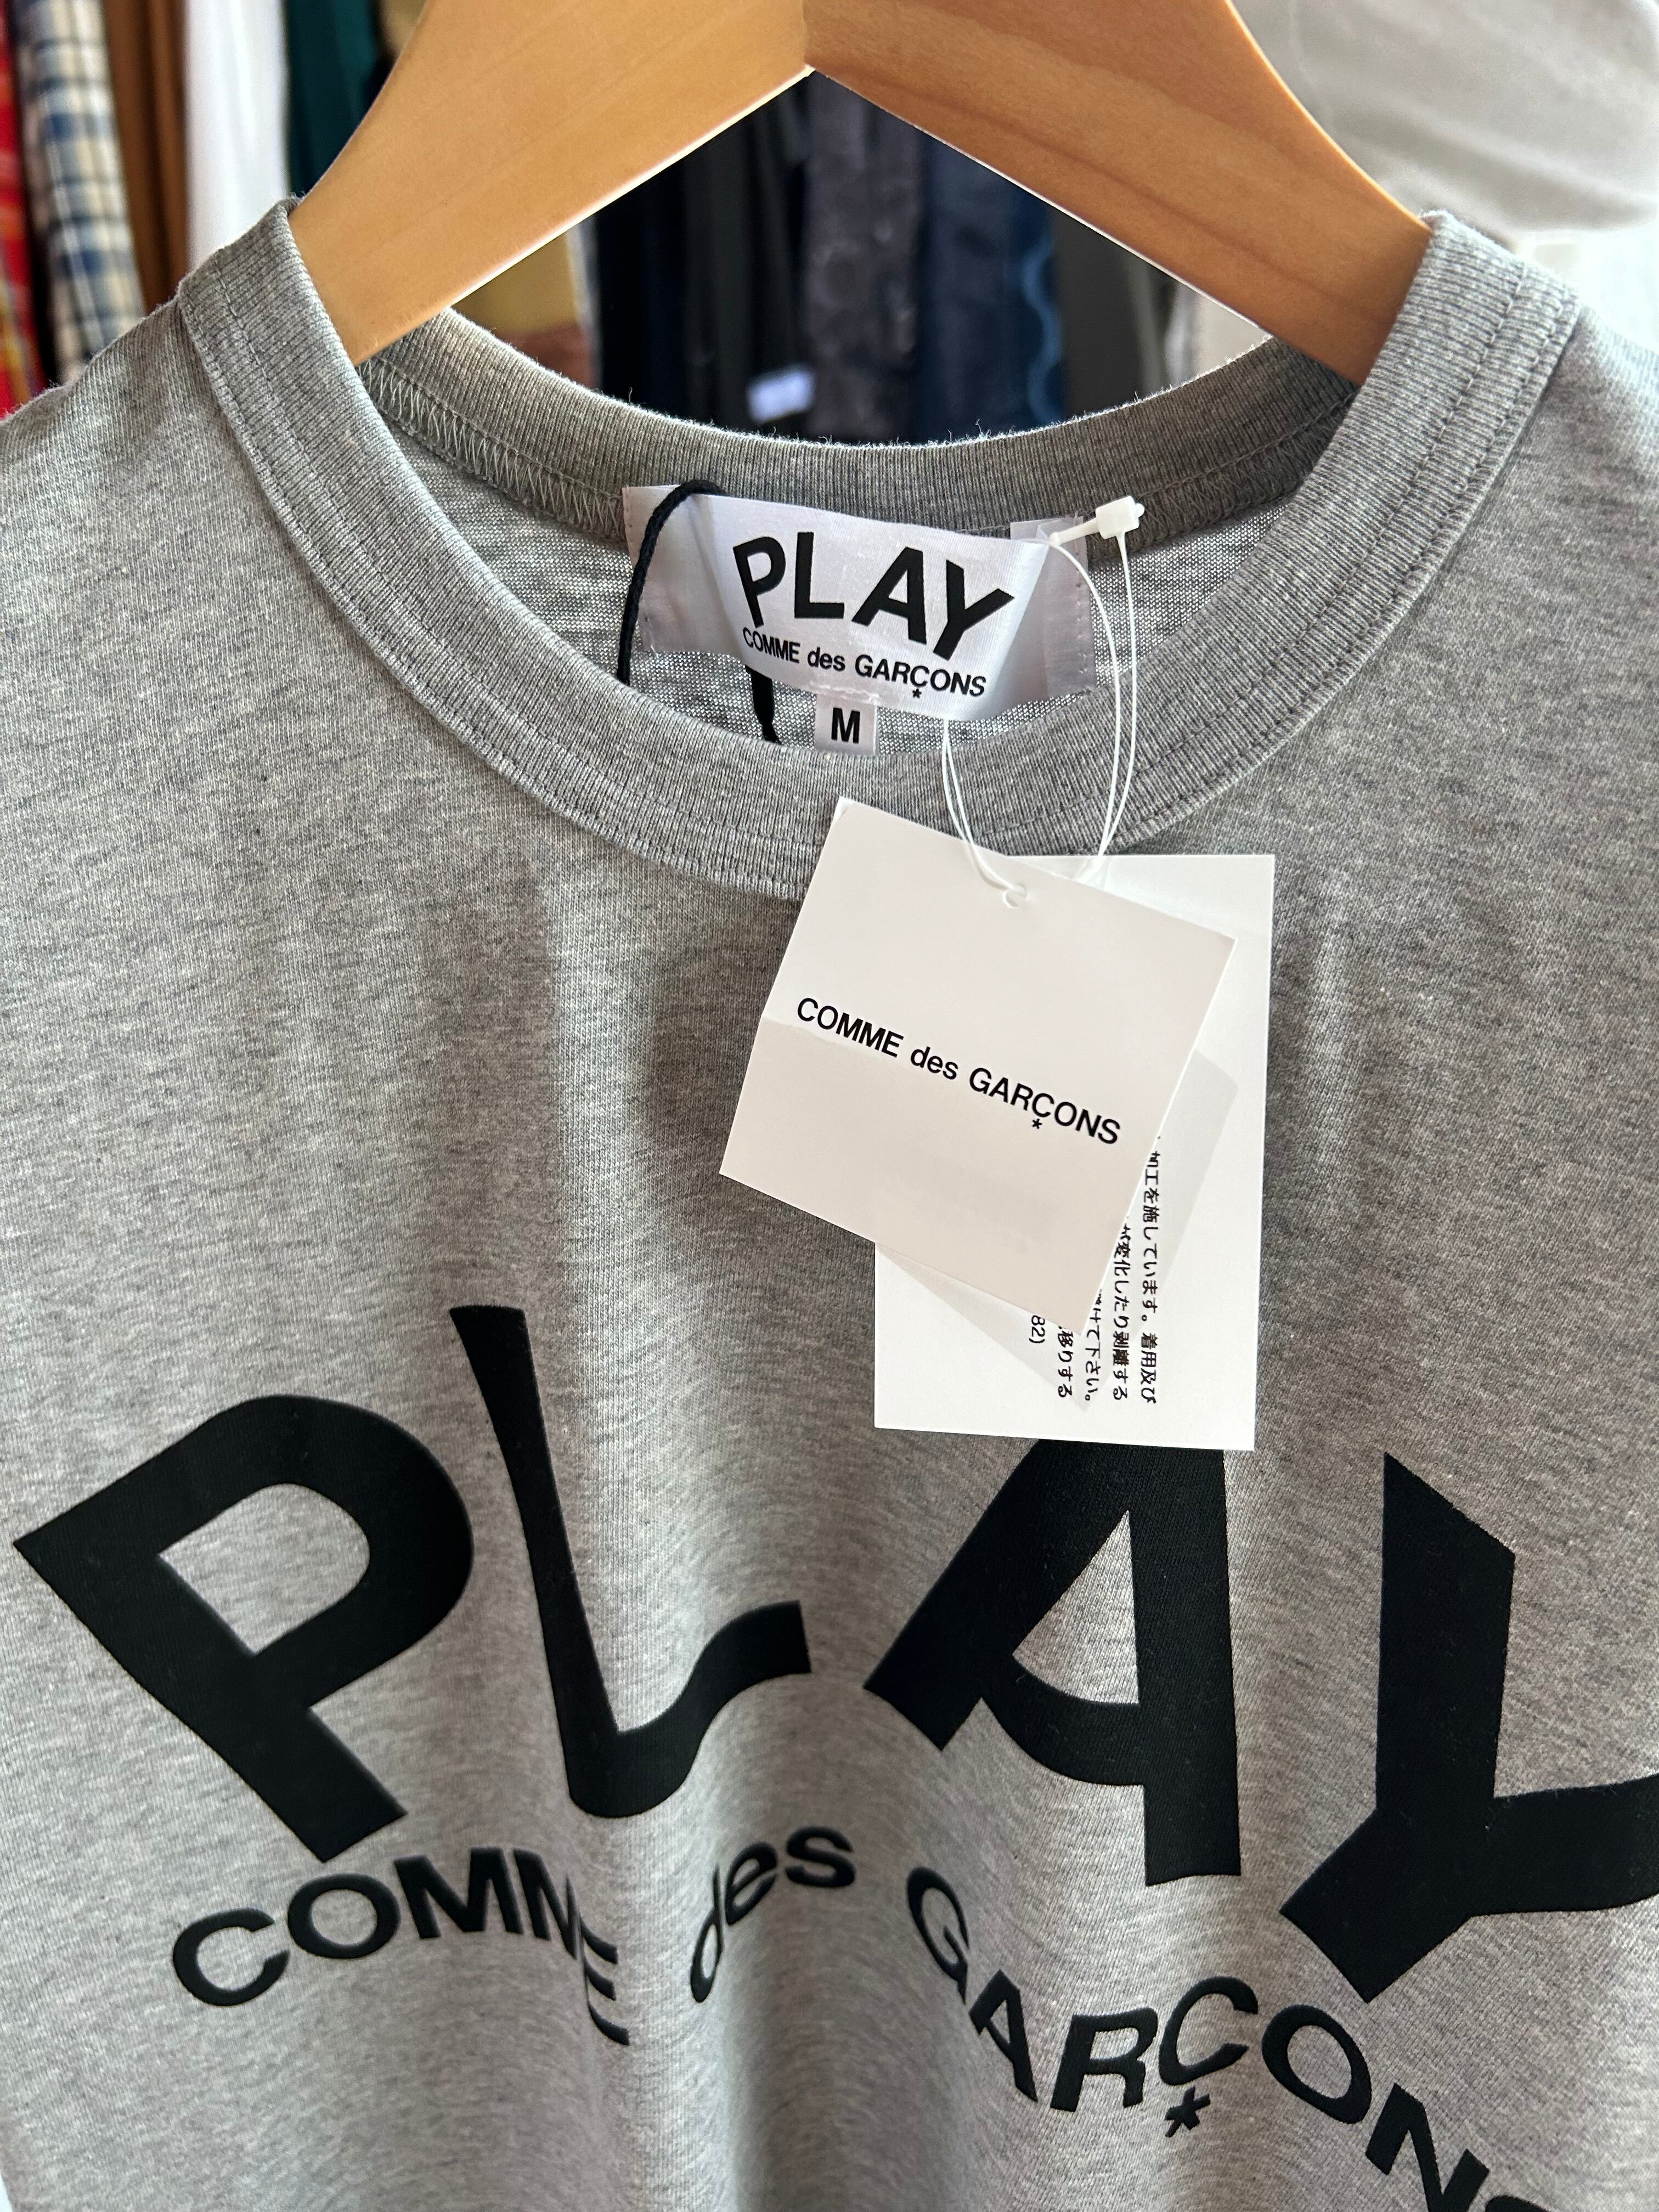 PLAY
COMME des GARÇONS
M
COMME des GARÇONS
加工を施しています。着用及び
が変化したり剥離する
けて下さい。
移りする
82)
PLAY
COMME des GARÇONS